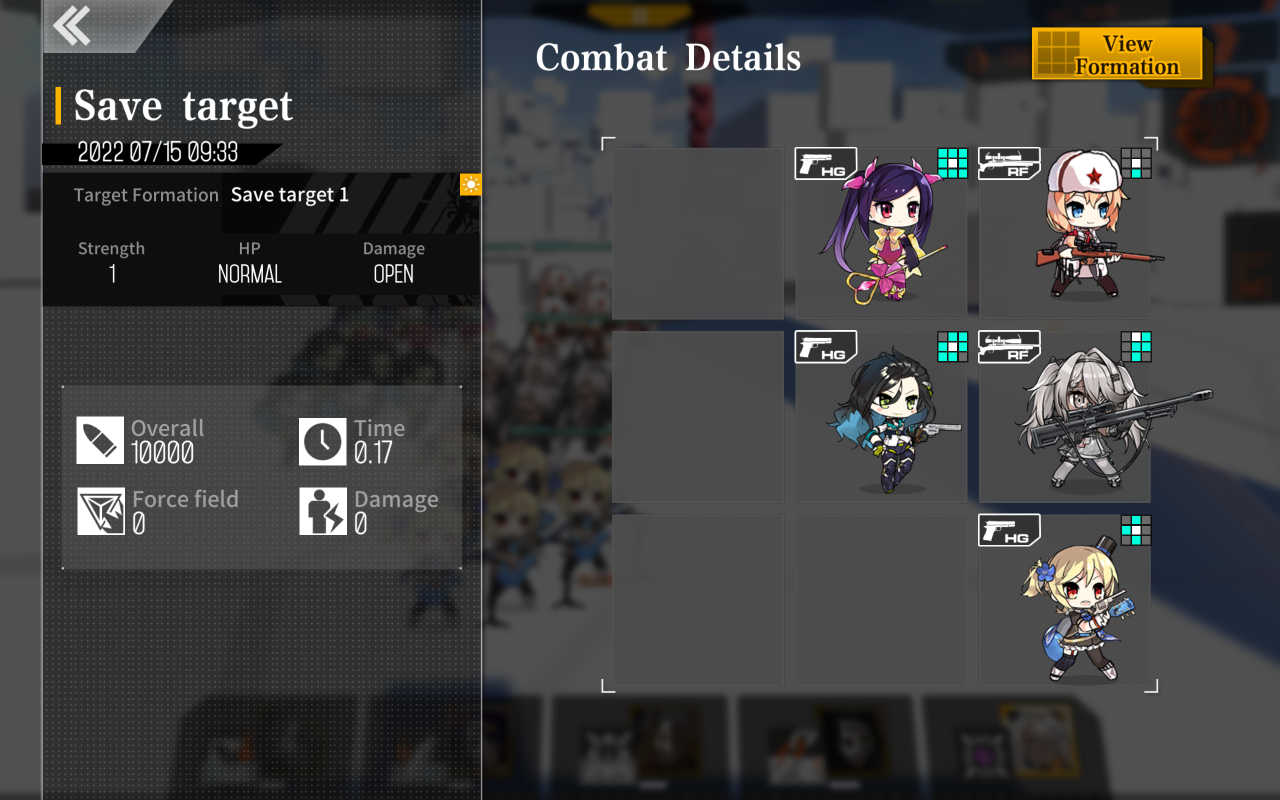 Combat Details
View
Formation
Save target
2022 07/15 09:33
Target Formation Save target 1
Strength HP Damage
1 NORMAL OPEN
HG RF
HG RF
Overall Time
10000 0.17
Force field Damage
0 0
HG